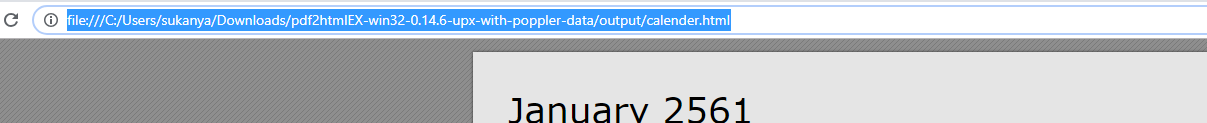 file:///C:/Users/sukanya/Downloads/pdf2htmlEX-win32-0.14.6-upx-with-poppler-data/output/calender.html
January 2561